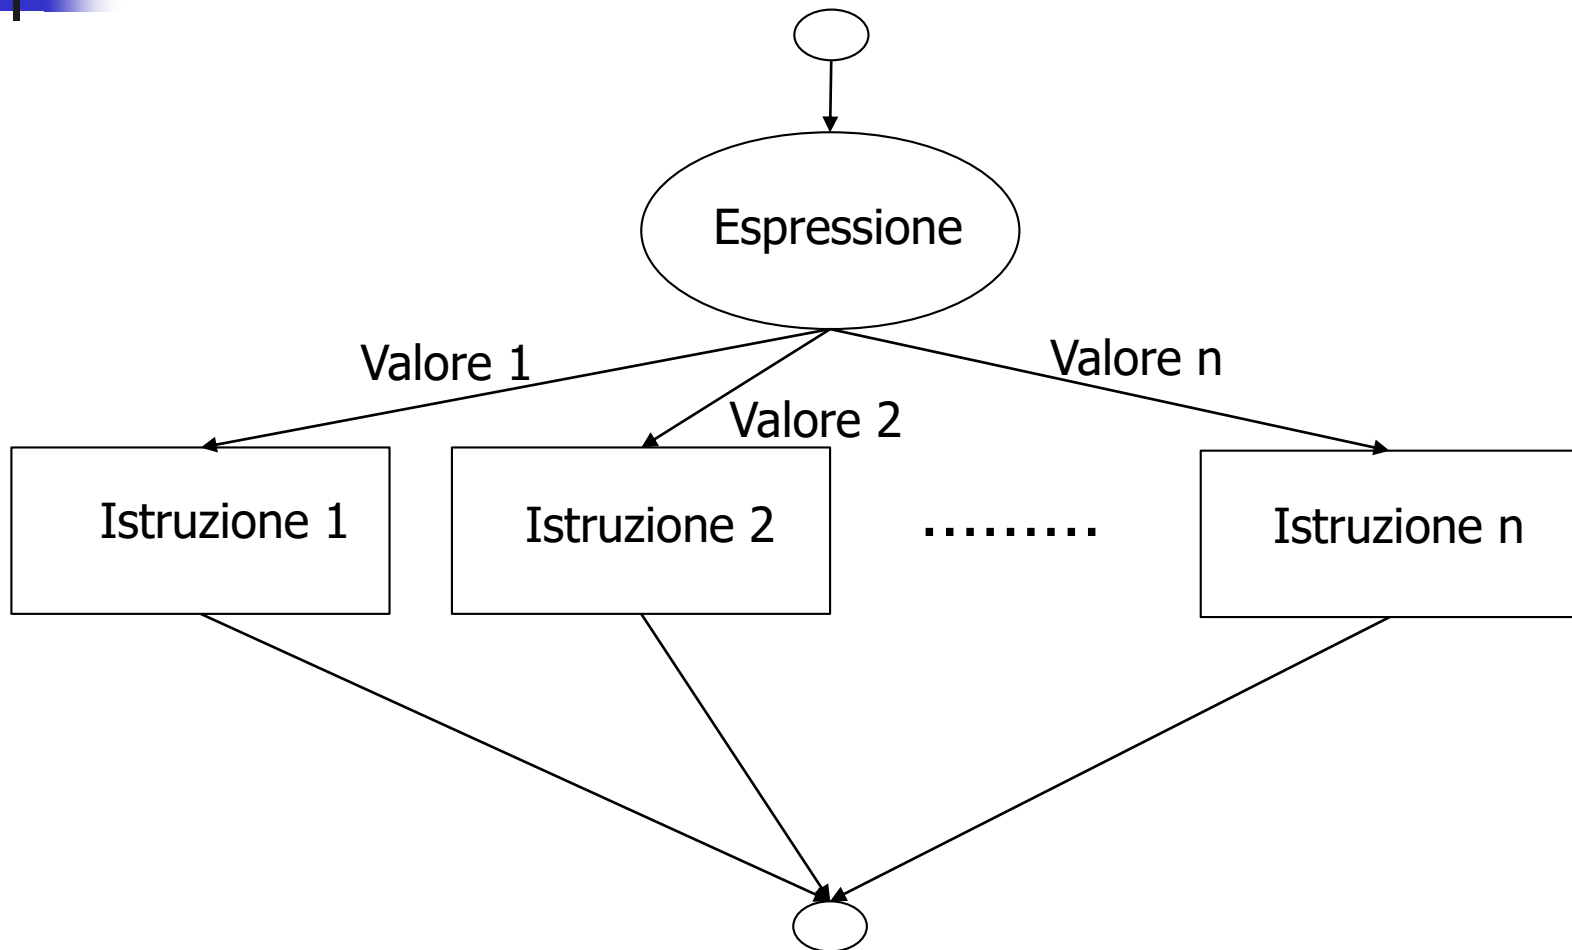 Espressione
Valore 1
Valore n
Valore 2
Istruzione 1
Istruzione 2
.........
Istruzione n